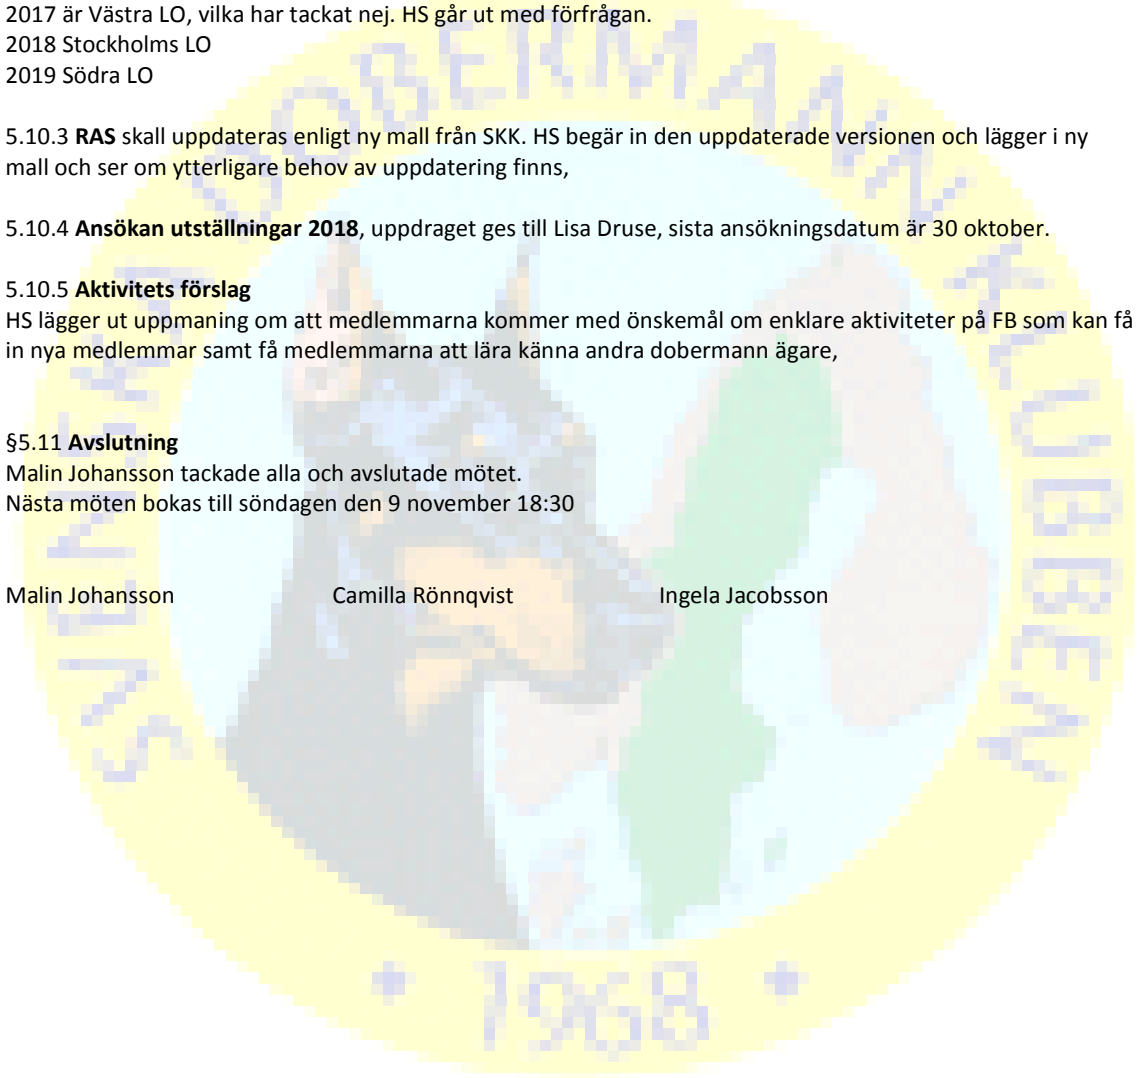 2017 är Västra LO, vilka har tackat nej. HS går ut med förfrågan.
2018 Stockholms LO
2019 Södra LO
5.10.3 RAS skall uppdateras enligt ny mall från SKK. HS begär in den uppdaterade versionen och lägger i ny
mall och ser om ytterligare behov av uppdatering finns,
5.10.4 Ansökan utställningar 2018, uppdraget ges till Lisa Druse, sista ansökningsdatum är 30 oktober.
5.10.5 Aktivitets förslag
HS lägger ut uppmaning om att medlemmarna kommer med önskemål om enklare aktiviteter på FB som kan få
in nya medlemmar samt få medlemmarna att lära känna andra dobermann ägare,
§5.11 Avslutning
Malin Johansson tackade alla och avslutade mötet.
Nästa möten bokas till söndagen den 9 november 18:30
Malin Johansson Camilla Rönnqvist Ingela Jacobsson
SVENSKA DOBERMANN KLUBBEN
1968